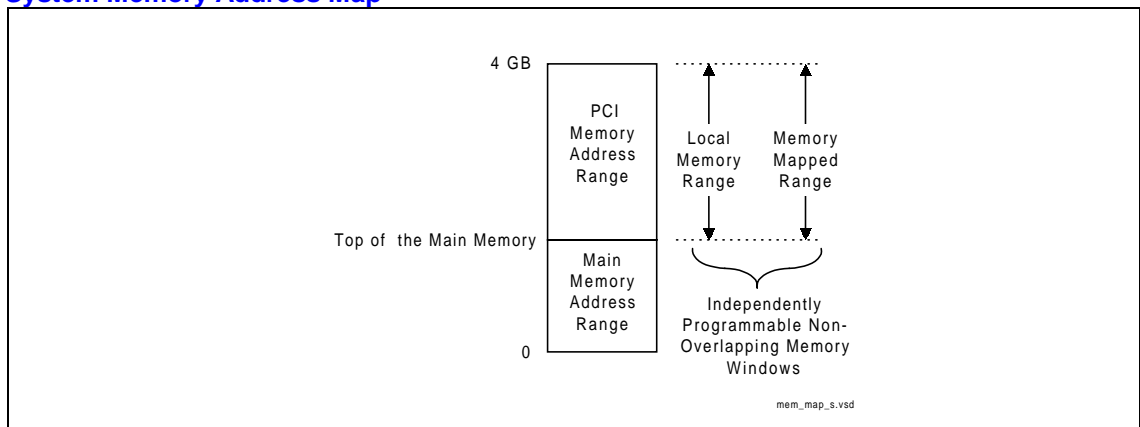 System Memory Address Map
4 GB
PCI
Memory
Address
Range
Local
Memory
Range
Memory
Mapped
Range
Top of the Main Memory
Main
Memory
Address
Range
0
Independently
Programmable Non-
Overlapping Memory
Windows
mem_map_s.vsd